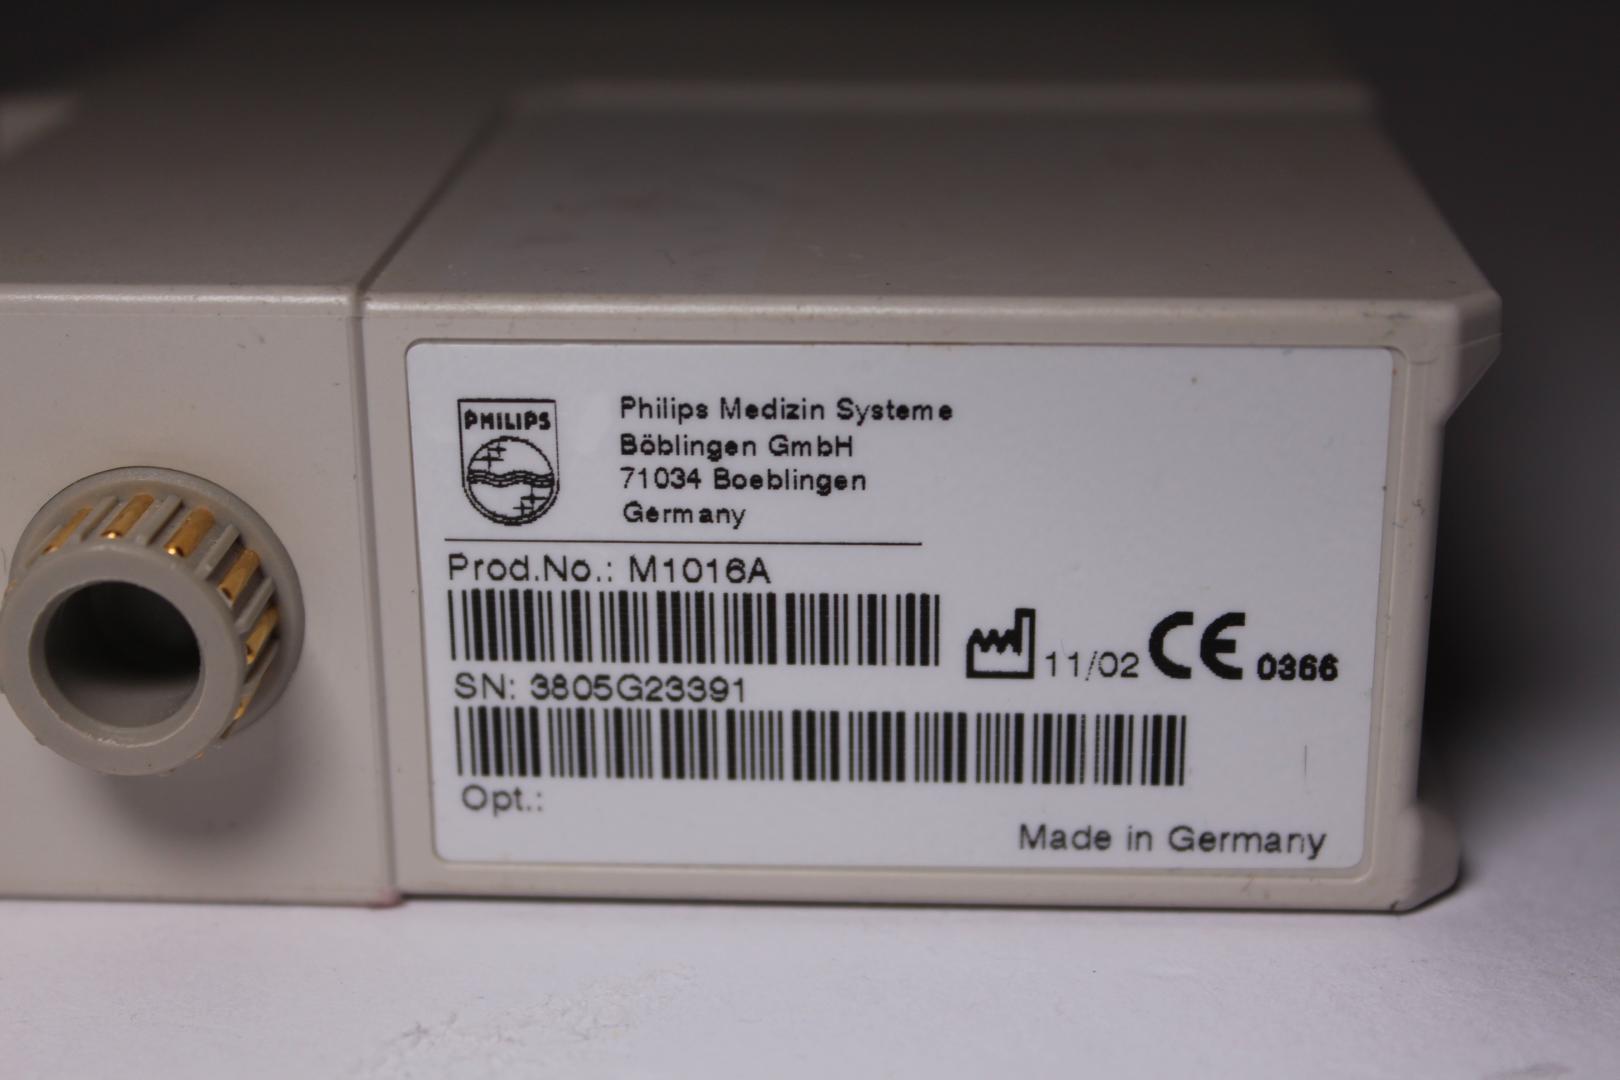 PHILIPS
Philips Medizin Systeme
Böblingen GmbH
71034 Boeblingen
Germany
Prod.No.: M1016A
SN: 3805G23391
11/02 CE 0366
Opt.:
Made in Germany